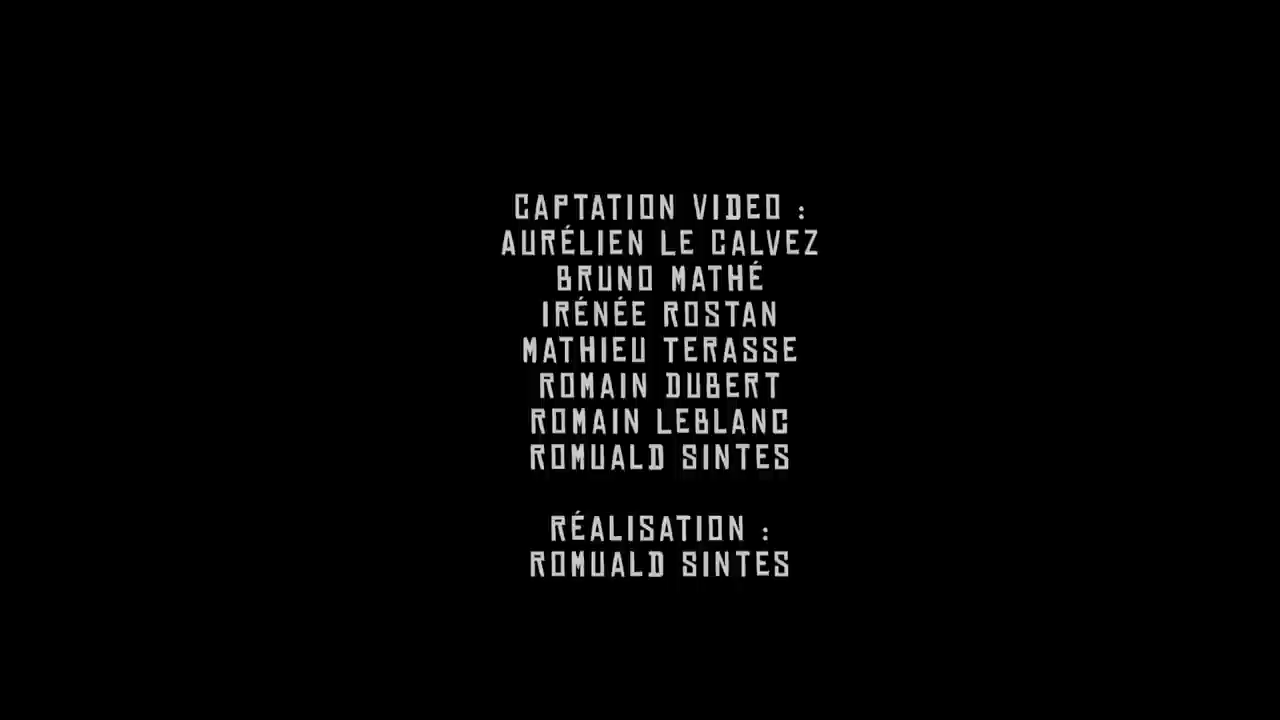 CAPTATION VIDEO :
AURÉLIEN LE CALVEZ
BRUNO MATHÉ
IRÉNÉE ROSTAN
MATHIEU TERASSE
ROMAIN DUBERT
ROMAIN LEBLANC
ROMUALD SINTES
RÉALISATION :
ROMUALD SINTES